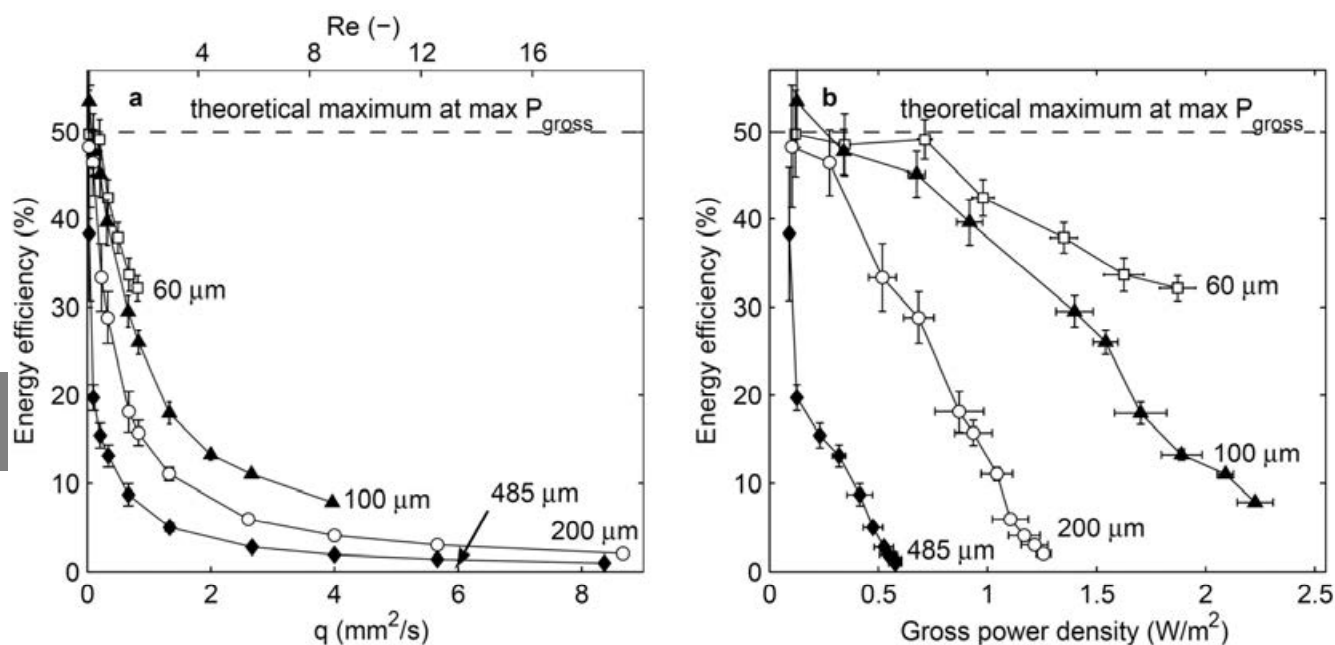 Re (−)
4 8 12 16
a theoretical maximum at max P_gross
Energy efficiency (%)
50
40
30
20
10
0
60 μm
100 μm
485 μm
200 μm
0 2 4 6 8
q (mm²/s)
b theoretical maximum at max P_gross
Energy efficiency (%)
50
40
30
20
10
0
60 μm
100 μm
200 μm
485 μm
0 0.5 1 1.5 2 2.5
Gross power density (W/m²)